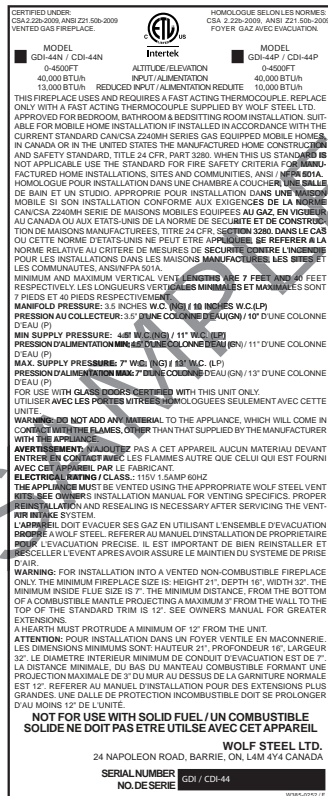 CERTIFIED UNDER:
CSA 2.22b-2009, ANSI Z21.50b-2009
VENTED GAS FIREPLACE.
HOMOLOGUE SELON LES NORMES:
CSA 2.22b-2009, ANSI Z21.50b-2009
FOYER GAZ AVEC EVACUATION.
Intertek
MODEL
GDI-44N / CDI-44N
MODEL
GDI-44P / CDI-44P
0-4500FT ALTITUDE/ELEVATION 0-4500FT
40,000 BTU/h INPUT / ALIMENTATION 40,000 BTU/h
13,000 BTU/h REDUCED INPUT / ALIMENTATION REDUITE 10,000 BTU/h
THIS FIREPLACE USES AND REQUIRES A FAST ACTING THERMOCOUPLE. REPLACE
ONLY WITH A FAST ACTING THERMOCOUPLE SUPPLIED BY WOLF STEEL LTD.
APPROVED FOR BEDROOM, BATHROOM & BEDSITTING ROOM INSTALLATION. SUIT-
ABLE FOR MOBILE HOME INSTALLATION IF INSTALLED IN ACCORDANCE WITH THE
CURRENT STANDARD CAN/CSA Z240MH SERIES GAS EQUIPPED MOBILE HOMES,
IN CANADA OR IN THE UNITED STATES THE MANUFACTURED HOME CONSTRUCTION
AND SAFETY STANDARD, TITLE 24 CFR, PART 3280. WHEN THIS US STANDARD IS
NOT APPLICABLE USE THE STANDARD FOR FIRE SAFETY CRITERIA FOR MANU-
FACTURED HOME INSTALLATIONS, SITES AND COMMUNITIES, ANSI / NFPA 501A.
HOMOLOGUE POUR INSTALLATION DANS UNE CHAMBRE A COUCHER, UNE SALLE
DE BAIN ET UN STUDIO. APPROPRIE POUR INSTALLATION DANS UNE MAISON
MOBILE SI SON INSTALLATION CONFORME AUX EXIGENCES DE LA NORME
CAN/CSA Z240MH SERIE DE MAISONS MOBILES EQUIPEES AU GAZ, EN VIGUEUR
AU CANADA OU AUX ETATS-UNIS DE LA NORME DE SECURITE ET DE CONSTRUC-
TION DE MAISONS MANUFACTUREES, TITRE 24 CFR, SECTION 3280. DANS LE CAS
OU CETTE NORME D'ETATS-UNIS NE PEUT ETRE APPLIQUEE, SE REFERER A LA
NORME RELATIVE AU CRITERE DE MESURES DE SECURITE CONTRE L'INCENDIE
POUR LES INSTALLATIONS DANS LES MAISONS MANUFACTURES, LES SITES ET
LES COMMUNAUTES, ANSI/NFPA 501A.
MINIMUM AND MAXIMUM VERTICAL VENT LENGTHS ARE 7 FEET AND 40 FEET
RESPECTIVELY. LES LONGUEURS VERTICALES MINIMALES ET MAXIMALES SONT
7 PIEDS ET 40 PIEDS RESPECTIVEMENT.
MANIFOLD PRESSURE: 3.5 INCHES W.C. (NG) / 10 INCHES W.C.(LP)
PRESSION AU COLLECTEUR: 3.5" D'UNE COLONNE D'EAU(GN) / 10" D'UNE COLONNE
D'EAU (P)
MIN SUPPLY PRESSURE: 4.5" W.C. (NG) / 11" W.C. (LP)
PRESSION D'ALIMENTATION MIN: 4.5" D'UNE COLONNE D'EAU (GN) / 11" D'UNE COLONNE
D'EAU (P)
MAX. SUPPLY PRESSURE: 7" W.C. (NG) / 13" W.C. (LP)
PRESSION D'ALIMENTATION MAX: 7" D'UNE COLONNE D'EAU (GN) / 13" D'UNE COLONNE
D'EAU (P)
FOR USE WITH GLASS DOORS CERTIFIED WITH THIS UNIT ONLY.
UTILISER AVEC LES PORTES VITREES HOMOLOGUEES SEULEMENT AVEC CETTE
UNITE.
WARNING: DO NOT ADD ANY MATERIAL TO THE APPLIANCE, WHICH WILL COME IN
CONTACT WITH THE FLAMES, OTHER THAN THAT SUPPLIED BY THE MANUFACTURER
WITH THE APPLIANCE.
AVERTISSEMENT: N'AJOUTEZ PAS A CET APPAREIL AUCUN MATERIAU DEVANT
ENTRER EN CONTACT AVEC LES FLAMMES AUTRE QUE CELUI QUI EST FOURNI
AVEC CET APPAREIL PAR LE FABRICANT.
ELECTRICAL RATING / CLASS.: 115V 1.5AMP 60HZ
THE APPLIANCE MUST BE VENTED USING THE APPROPRIATE WOLF STEEL VENT
KITS. SEE OWNERS INSTALLATION MANUAL FOR VENTING SPECIFICS. PROPER
REINSTALLATION AND RESEALING IS NECESSARY AFTER SERVICING THE VENT-
AIR INTAKE SYSTEM.
L'APPAREIL DOIT EVACUER SES GAZ EN UTILISANT L'ENSEMBLE D'EVACUATION
PROPRE A WOLF STEEL. REFERER AU MANUEL D'INSTALLATION DE PROPRIETAIRE
POUR L'EVACUATION PRECISE. IL EST IMPORTANT DE BIEN REINSTALLER ET
RESCELLER L'EVENT APRES AVOIR ASSURE LE MAINTIEN DU SYSTEME DE PRISE
D'AIR.
WARNING: FOR INSTALLATION INTO A VENTED NON-COMBUSTIBLE FIREPLACE
ONLY. THE MINIMUM FIREPLACE SIZE IS: HEIGHT 21", DEPTH 16", WIDTH 32". THE
MINIMUM INSIDE FLUE SIZE IS 7". THE MINIMUM DISTANCE, FROM THE BOTTOM
OF A COMBUSTIBLE MANTLE PROJECTING A MAXIMUM 3" FROM THE WALL TO THE
TOP OF THE STANDARD TRIM IS 12". SEE OWNERS MANUAL FOR GREATER
EXTENSIONS.
A HEARTH MUST PROTRUDE A MINIMUM OF 12" FROM THE UNIT.
ATTENTION: POUR INSTALLATION DANS UN FOYER VENTILE EN MACONNERIE.
LES DIMENSIONS MINIMUMS SONT: HAUTEUR 21", PROFONDEUR 16", LARGEUR
32". LE DIAMETRE INTERIEUR MINIMUM DE CONDUIT D'EVACUATION EST DE 7".
LA DISTANCE MINIMALE, DU BAS DU MANTEAU COMBUSTIBLE FORMANT UNE
PROJECTION MAXIMALE DE 3" DU MUR AU DESSUS DE LA GARNITURE NORMALE
EST 12". REFERER AU MANUEL D'INSTALLATION POUR DES EXTENSIONS PLUS
GRANDES. UNE DALLE DE PROTECTION INCOMBUSTIBLE DOIT SE PROLONGER
D'AU MOINS 12" DE L'UNITÉ.
NOT FOR USE WITH SOLID FUEL / UN COMBUSTIBLE
SOLIDE NE DOIT PAS ETRE UTILSE AVEC CET APPAREIL
WOLF STEEL LTD.
24 NAPOLEON ROAD, BARRIE, ON, L4M 4Y4 CANADA
SERIAL NUMBER
NO. DE SERIE
GDI / CDI-44
W385-0257 / E
SAMPLE